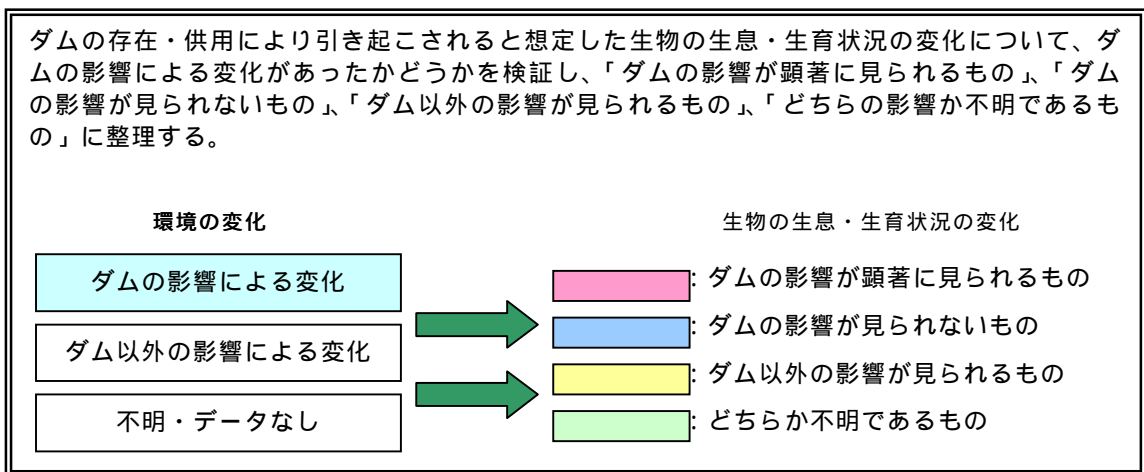 ダムの存在・供用により引き起こされると想定した生物の生息・生育状況の変化について、ダ
ムの影響による変化があったかどうかを検証し、「ダムの影響が顕著に見られるもの」、「ダム
の影響が見られないもの」、「ダム以外の影響が見られるもの」、「どちらの影響か不明であるも
の」に整理する。
環境の変化
生物の生息・生育状況の変化
ダムの影響による変化
ダム以外の影響による変化
不明・データなし
: ダムの影響が顕著に見られるもの
: ダムの影響が見られないもの
: ダム以外の影響が見られるもの
: どちらか不明であるもの